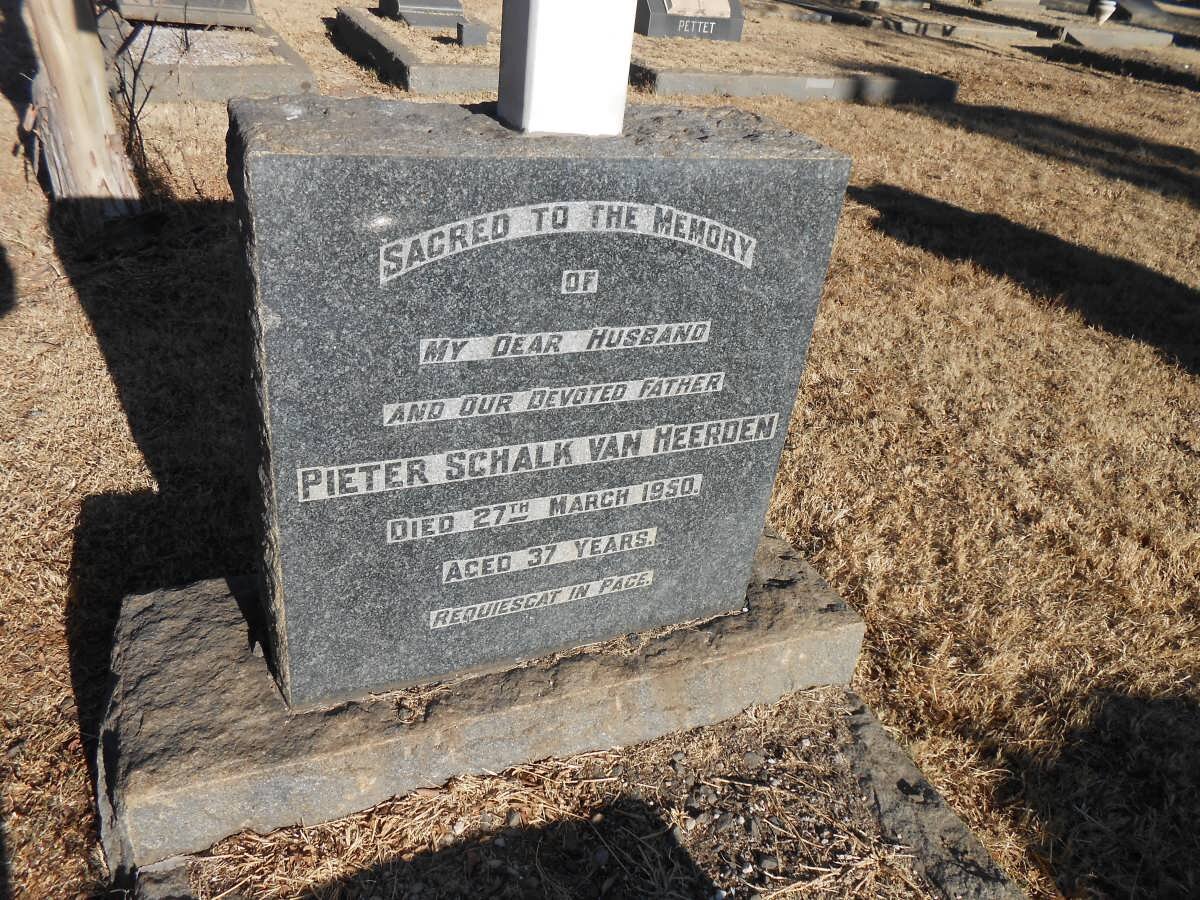 PETTET
SACRED TO THE MEMORY
OF
MY DEAR HUSBAND
AND OUR DEVOTED FATHER
PIETER SCHALK VAN HEERDEN
DIED 27TH MARCH 1950.
AGED 37 YEARS.
REQUIESCAT IN PACE.